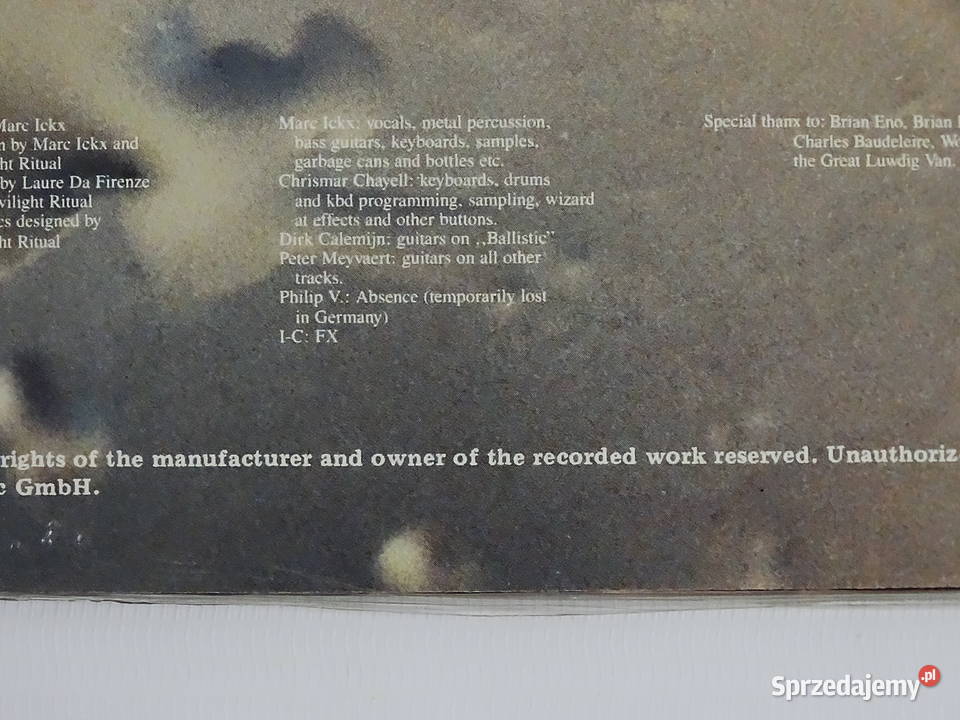 Marc Ickx
n by Marc Ickx and
ht Ritual
by Laure Da Firenze
wilight Ritual
cs designed by
ht Ritual
Marc Ickx: vocals, metal percussion,
bass guitars, keyboards, samples,
garbage cans and bottles etc.
Chrismar Chayell: keyboards, drums
and kbd programming, sampling, wizard
at effects and other buttons.
Dirk Calemijn: guitars on „Ballistic"
Peter Meyvaert: guitars on all other
tracks.
Philip V.: Absence (temporarily lost
in Germany)
I-C: FX
Special thanx to: Brian Eno, Brian
Charles Baudeleire, Wo
the Great Luwdig Van.
rights of the manufacturer and owner of the recorded work reserved. Unauthoriz
c GmbH.
Sprzedajemy.pl